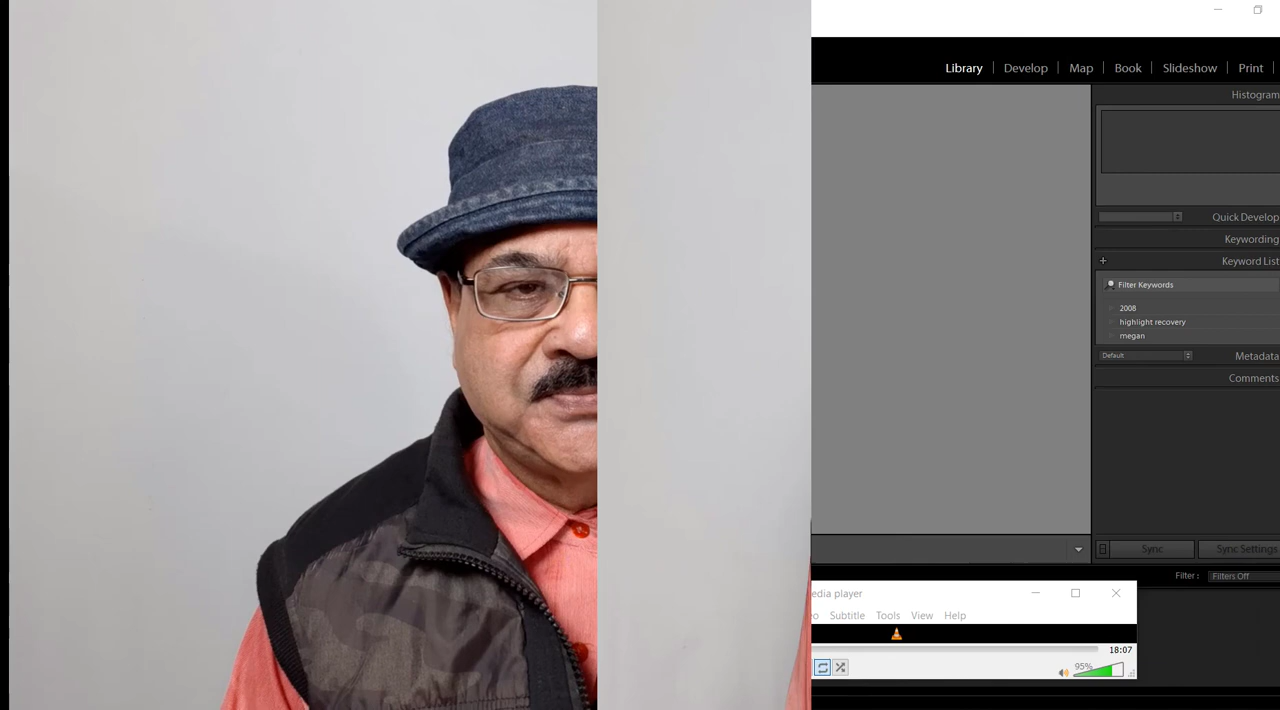 Library | Develop | Map | Book | Slideshow | Print |
Histogram
Quick Develop
Keywording
+ Keyword List
Filter Keywords
2008
highlight recovery
megan
Default Metadata
Comments
Sync Sync Settings
Filter : Filters Off
edia player
o Subtitle Tools View Help
18:07
95%